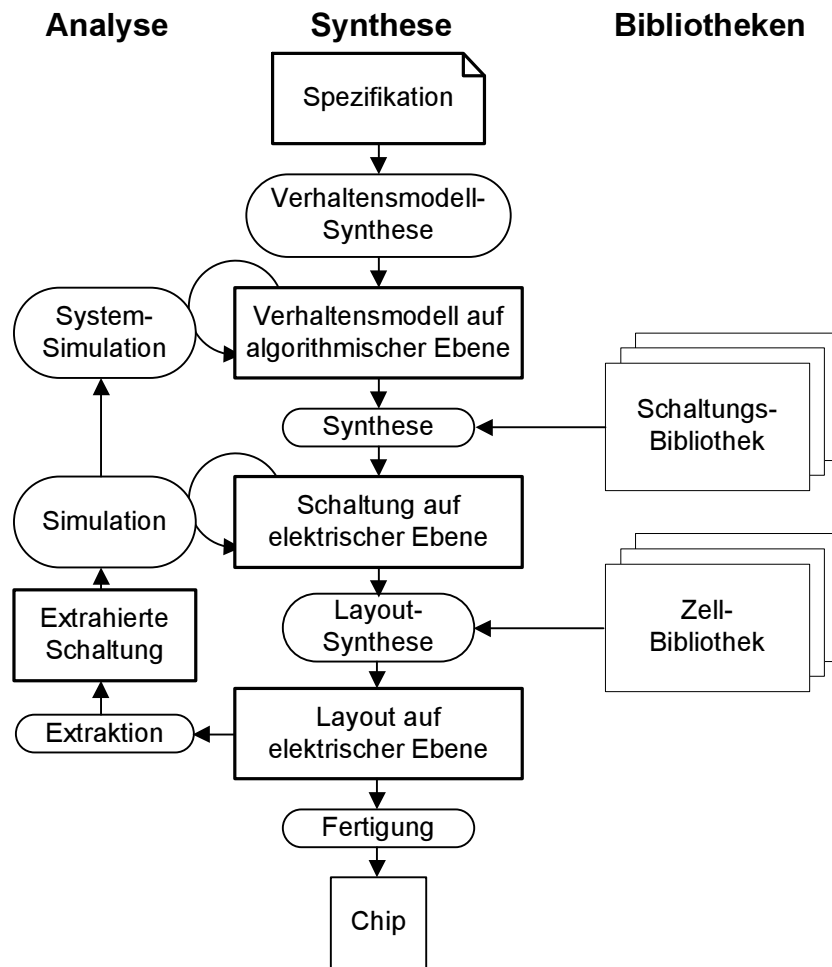 Analyse
Synthese
Bibliotheken
Spezifikation
Verhaltensmodell-
Synthese
System-
Simulation
Verhaltensmodell auf
algorithmischer Ebene
Synthese
Schaltungs-
Bibliothek
Simulation
Schaltung auf
elektrischer Ebene
Extrahierte
Schaltung
Layout-
Synthese
Zell-
Bibliothek
Extraktion
Layout auf
elektrischer Ebene
Fertigung
Chip